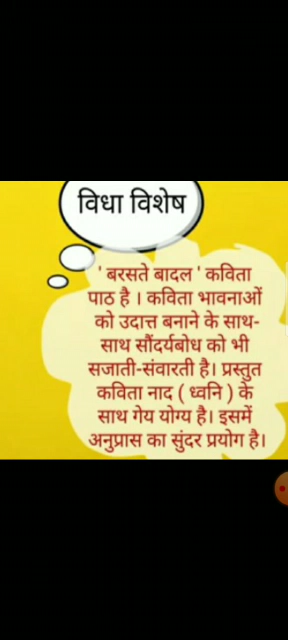 विधा विशेष
' बरसते बादल ' कविता
पाठ है । कविता भावनाओं
को उदात्त बनाने के साथ-
साथ सौंदर्यबोध को भी
सजाती-संवारती है। प्रस्तुत
कविता नाद ( ध्वनि ) के
साथ गेय योग्य है। इसमें
अनुप्रास का सुंदर प्रयोग है।